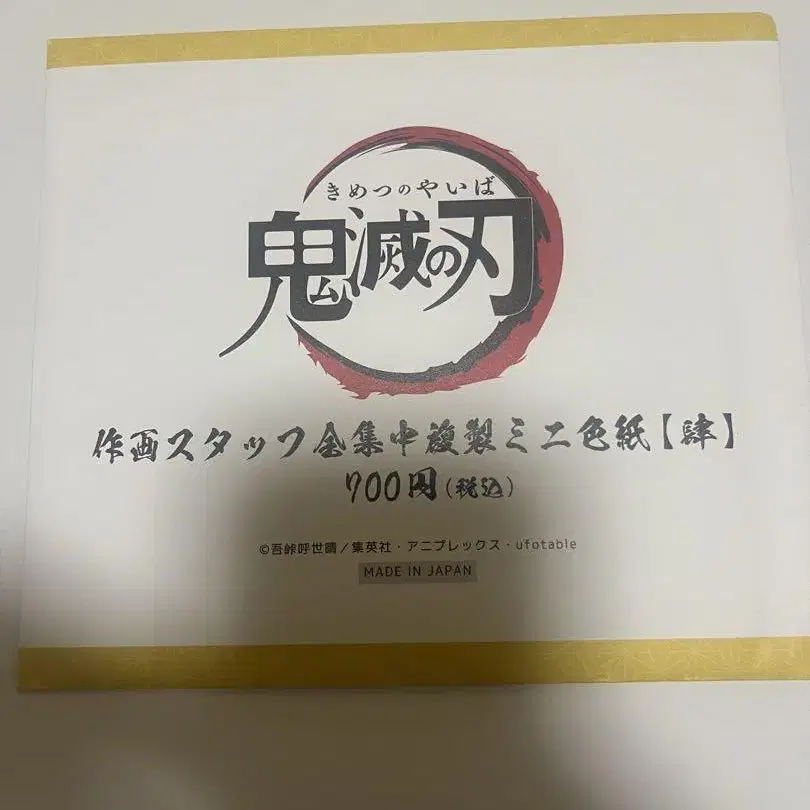 きめつのやいば
鬼滅の刃
作画スタッフ全集中複製ミニ色紙【肆】
700円(税込)
©吾峠呼世晴／集英社・アニプレックス・ufotable
MADE IN JAPAN